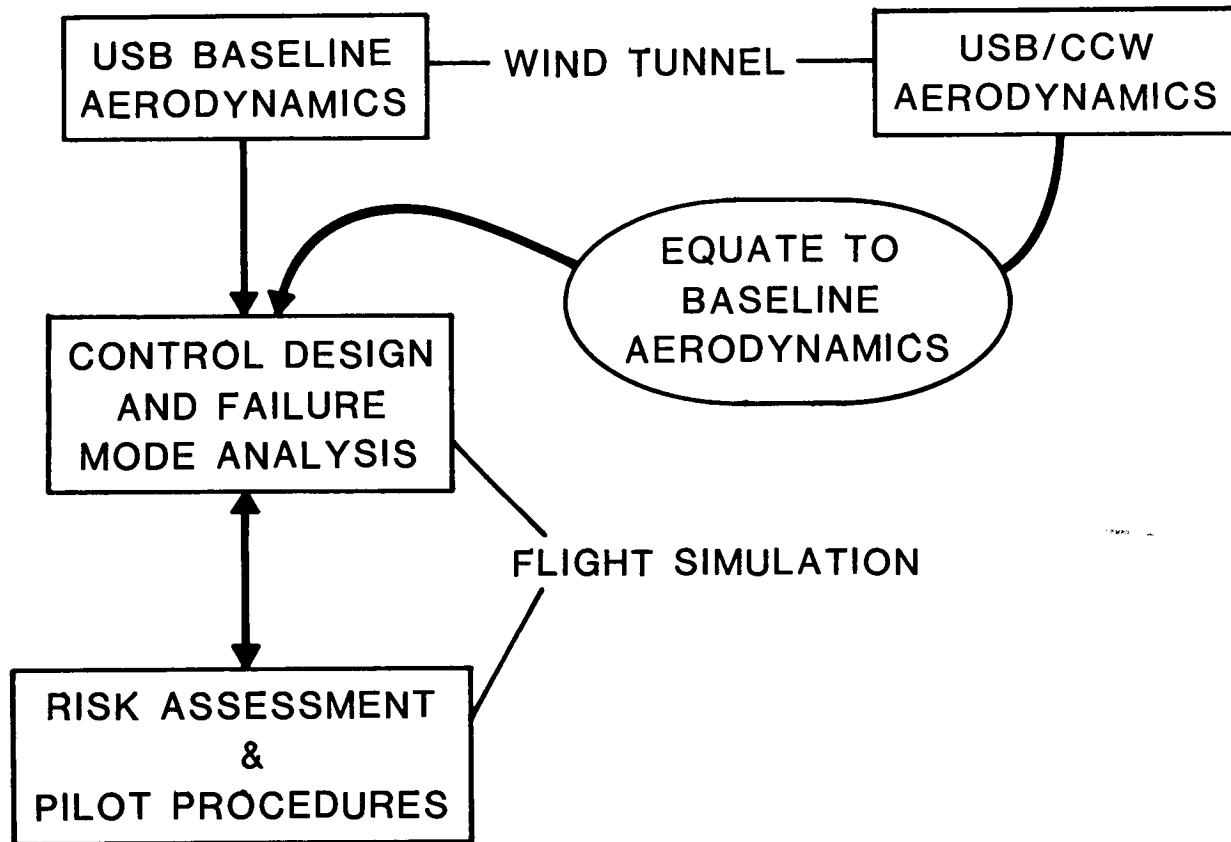 USB BASELINE
AERODYNAMICS
WIND TUNNEL
USB/CCW
AERODYNAMICS
EQUATE TO
BASELINE
AERODYNAMICS
CONTROL DESIGN
AND FAILURE
MODE ANALYSIS
FLIGHT SIMULATION
RISK ASSESSMENT
&
PILOT PROCEDURES